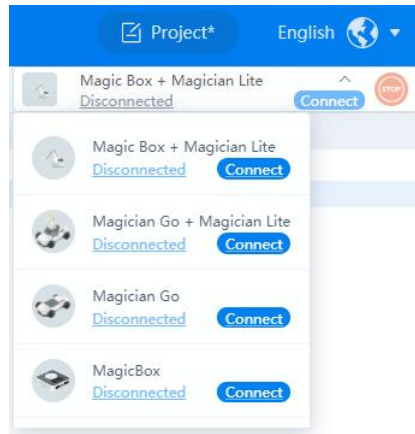 Project* English
Magic Box + Magician Lite
Disconnected Connect STOP
Magic Box + Magician Lite
Disconnected Connect
Magician Go + Magician Lite
Disconnected Connect
Magician Go
Disconnected Connect
MagicBox
Disconnected Connect